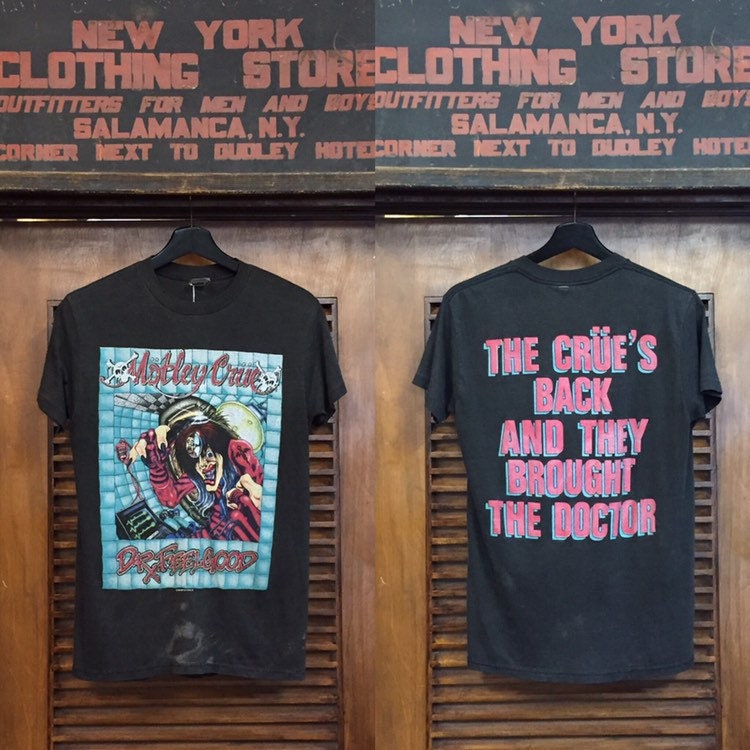 NEW YORK
CLOTHING STORE
OUTFITTERS FOR MEN AND BOYS
SALAMANCA, N.Y.
CORNER NEXT TO DUDLEY HOTEL
Mötley Crüe
DR. FEELGOOD
NEW YORK
CLOTHING STORE
OUTFITTERS FOR MEN AND BOY
SALAMANCA, N.Y.
CORNER NEXT TO DUDLEY HOTE
THE CRÜE'S
BACK
AND THEY
BROUGHT
THE DOCTOR